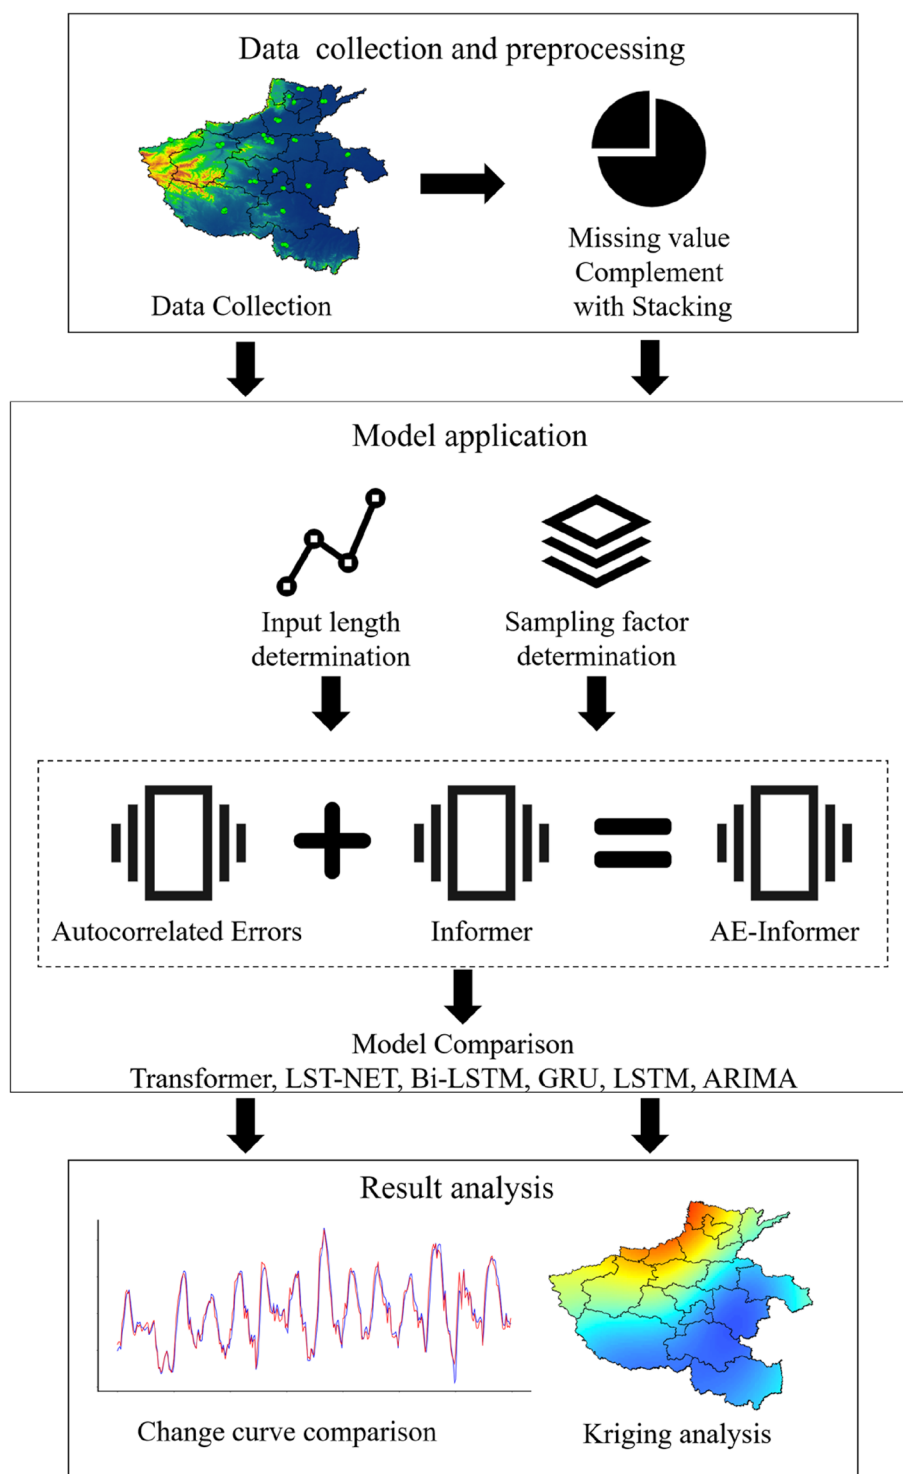 Data collection and preprocessing
Data Collection
Missing value
Complement
with Stacking
Model application
Input length
determination
Sampling factor
determination
Autocorrelated Errors
Informer
AE-Informer
Model Comparison
Transformer, LST-NET, Bi-LSTM, GRU, LSTM, ARIMA
Result analysis
Change curve comparison
Kriging analysis